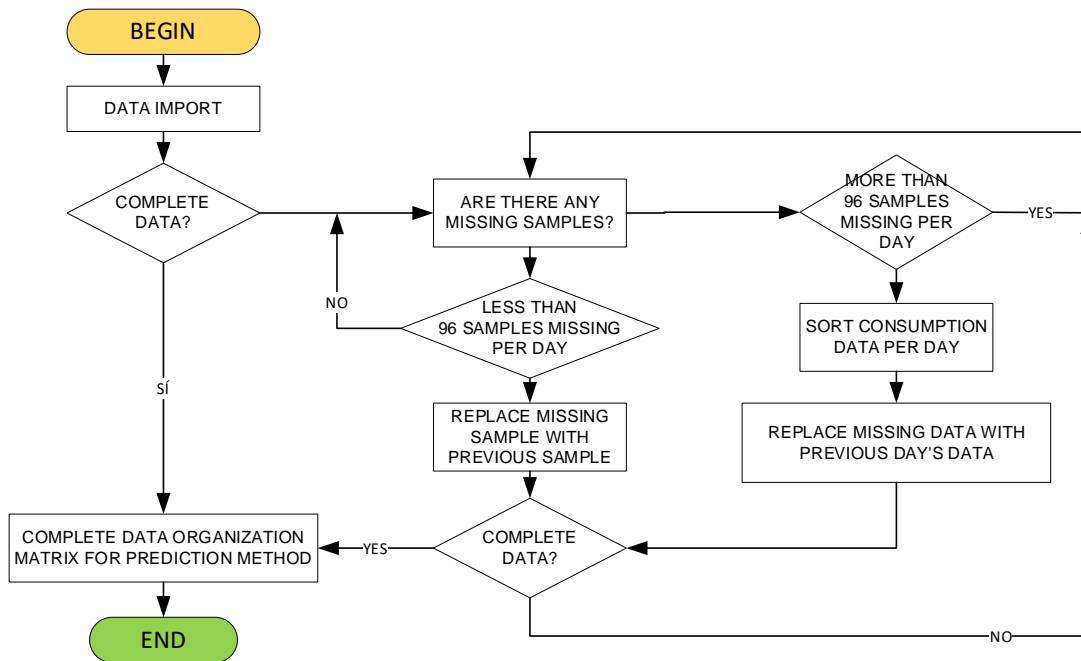 BEGIN
DATA IMPORT
COMPLETE
DATA?
SÍ
COMPLETE DATA ORGANIZATION
MATRIX FOR PREDICTION METHOD
END
ARE THERE ANY
MISSING SAMPLES?
NO
LESS THAN
96 SAMPLES MISSING
PER DAY
REPLACE MISSING
SAMPLE WITH
PREVIOUS SAMPLE
COMPLETE
DATA?
YES
NO
MORE THAN
96 SAMPLES
MISSING PER
DAY
YES
SORT CONSUMPTION
DATA PER DAY
REPLACE MISSING DATA WITH
PREVIOUS DAY'S DATA